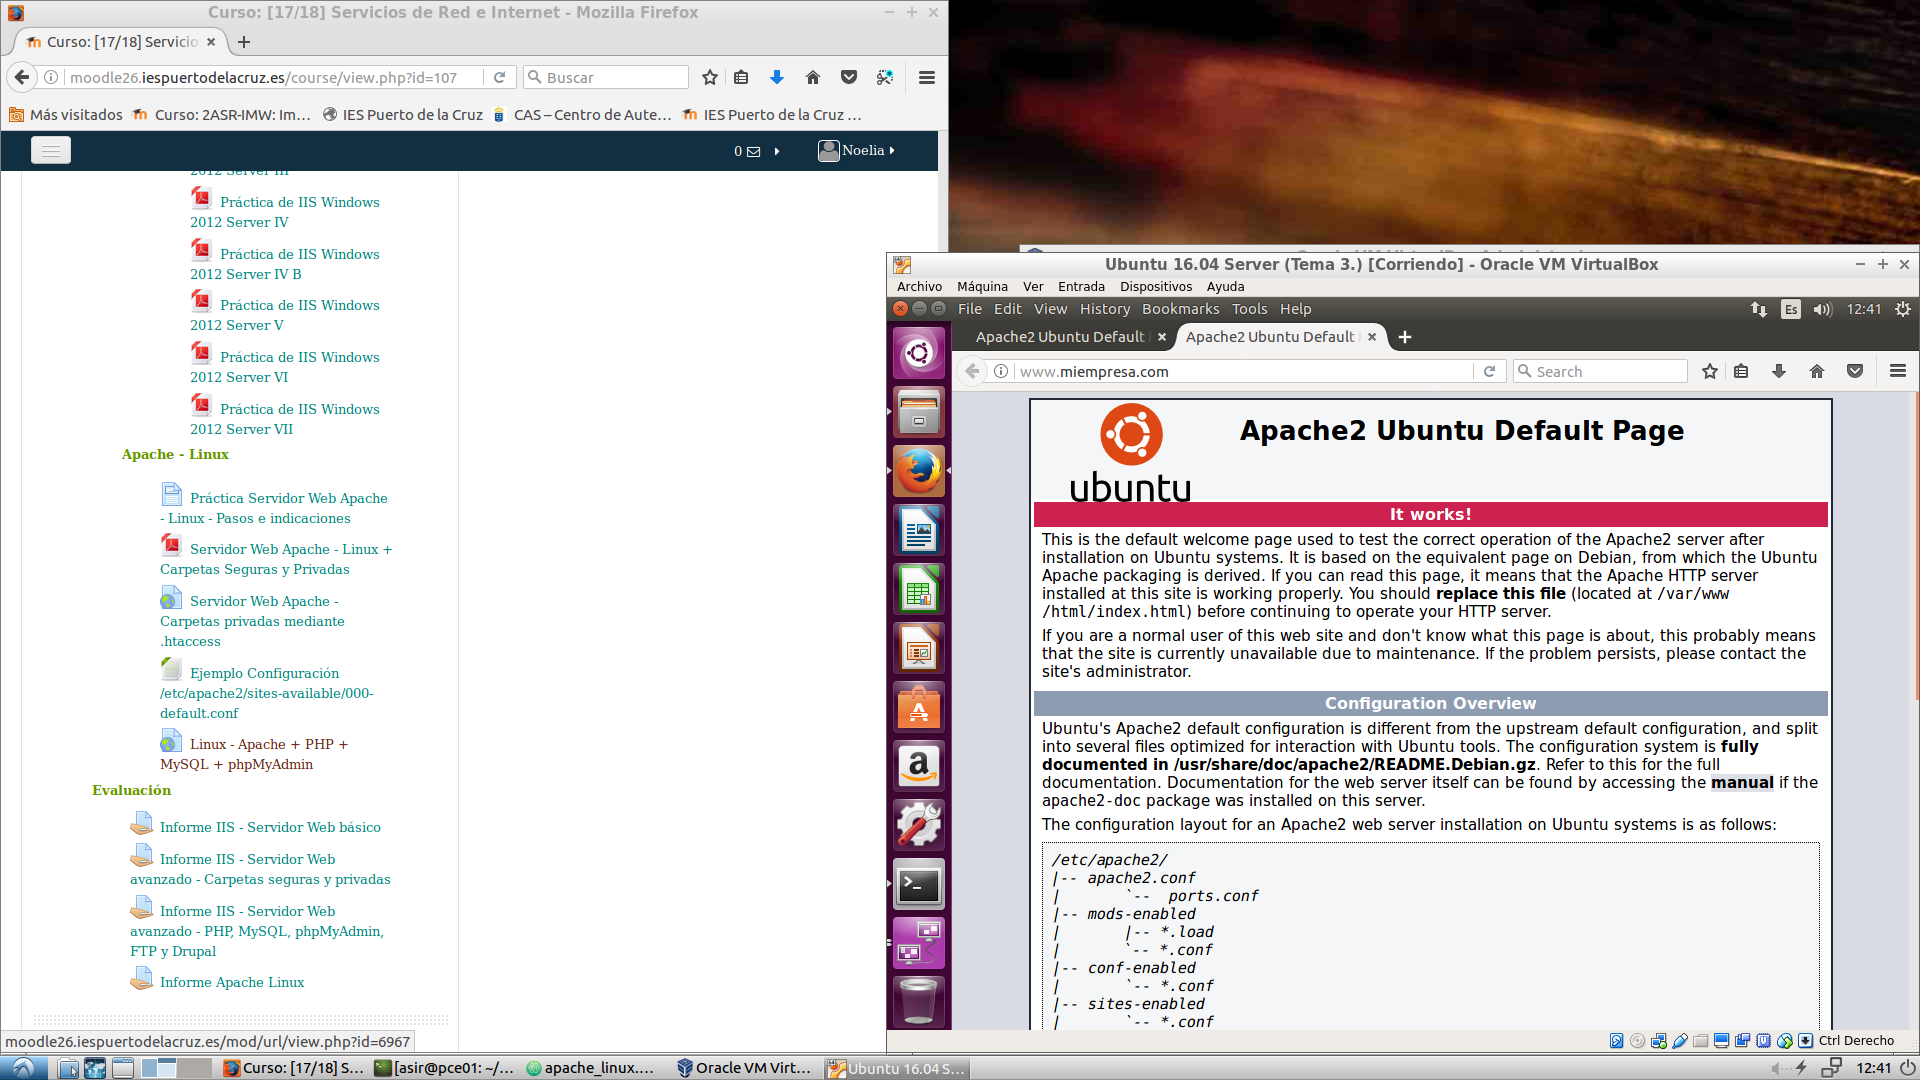 Curso: [17/18] Servicios de Red e Internet - Mozilla Firefox
Curso: [17/18] Servicio
moodle26.iespuertodelacruz.es/course/view.php?id=107
Buscar
Más visitados
Curso: 2ASR-IMW: Im...
IES Puerto de la Cruz
CAS – Centro de Aute...
IES Puerto de la Cruz ...
0
Noelia
2012 Server III
Práctica de IIS Windows
2012 Server IV
Práctica de IIS Windows
2012 Server IV B
Práctica de IIS Windows
2012 Server V
Práctica de IIS Windows
2012 Server VI
Práctica de IIS Windows
2012 Server VII
Apache - Linux
Práctica Servidor Web Apache
- Linux - Pasos e indicaciones
Servidor Web Apache - Linux +
Carpetas Seguras y Privadas
Servidor Web Apache -
Carpetas privadas mediante
.htaccess
Ejemplo Configuración
/etc/apache2/sites-available/000-
default.conf
Linux - Apache + PHP +
MySQL + phpMyAdmin
Evaluación
Informe IIS - Servidor Web básico
Informe IIS - Servidor Web
avanzado - Carpetas seguras y privadas
Informe IIS - Servidor Web
avanzado - PHP, MySQL, phpMyAdmin,
FTP y Drupal
Informe Apache Linux
moodle26.iespuertodelacruz.es/mod/url/view.php?id=6967
Ubuntu 16.04 Server (Tema 3.) [Corriendo] - Oracle VM VirtualBox
Archivo Máquina Ver Entrada Dispositivos Ayuda
File Edit View History Bookmarks Tools Help
Es
12:41
Apache2 Ubuntu Default
Apache2 Ubuntu Default
www.miempresa.com
Search
ubuntu
Apache2 Ubuntu Default Page
It works!
This is the default welcome page used to test the correct operation of the Apache2 server after
installation on Ubuntu systems. It is based on the equivalent page on Debian, from which the Ubuntu
Apache packaging is derived. If you can read this page, it means that the Apache HTTP server
installed at this site is working properly. You should replace this file (located at /var/www
/html/index.html) before continuing to operate your HTTP server.
If you are a normal user of this web site and don't know what this page is about, this probably means
that the site is currently unavailable due to maintenance. If the problem persists, please contact the
site's administrator.
Configuration Overview
Ubuntu's Apache2 default configuration is different from the upstream default configuration, and split
into several files optimized for interaction with Ubuntu tools. The configuration system is fully
documented in /usr/share/doc/apache2/README.Debian.gz. Refer to this for the full
documentation. Documentation for the web server itself can be found by accessing the manual if the
apache2-doc package was installed on this server.
The configuration layout for an Apache2 web server installation on Ubuntu systems is as follows:
/etc/apache2/
|-- apache2.conf
|       `--  ports.conf
|-- mods-enabled
|       |-- *.load
|       `-- *.conf
|-- conf-enabled
|       `-- *.conf
|-- sites-enabled
|       `-- *.conf
Ctrl Derecho
Curso: [17/18] S...
[asir@pce01: ~/...
apache_linux....
Oracle VM Virt...
Ubuntu 16.04 S...
12:41